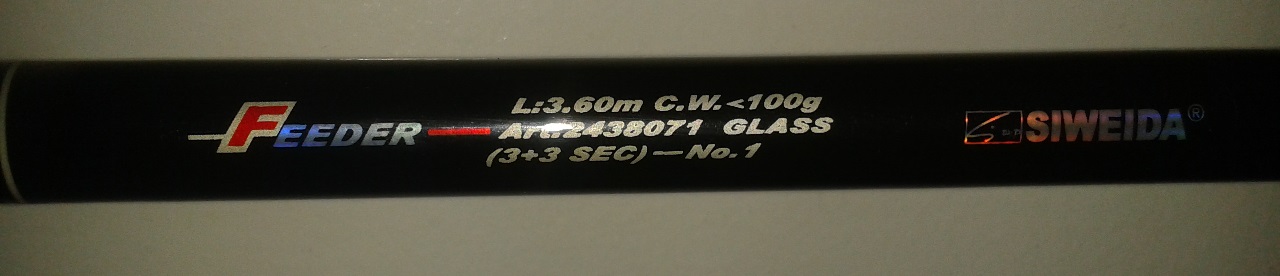 FEEDER
L:3.60m C.W.<100g
Art:2438071 GLASS
(3+3 SEC)—No.1
SIWEIDA®